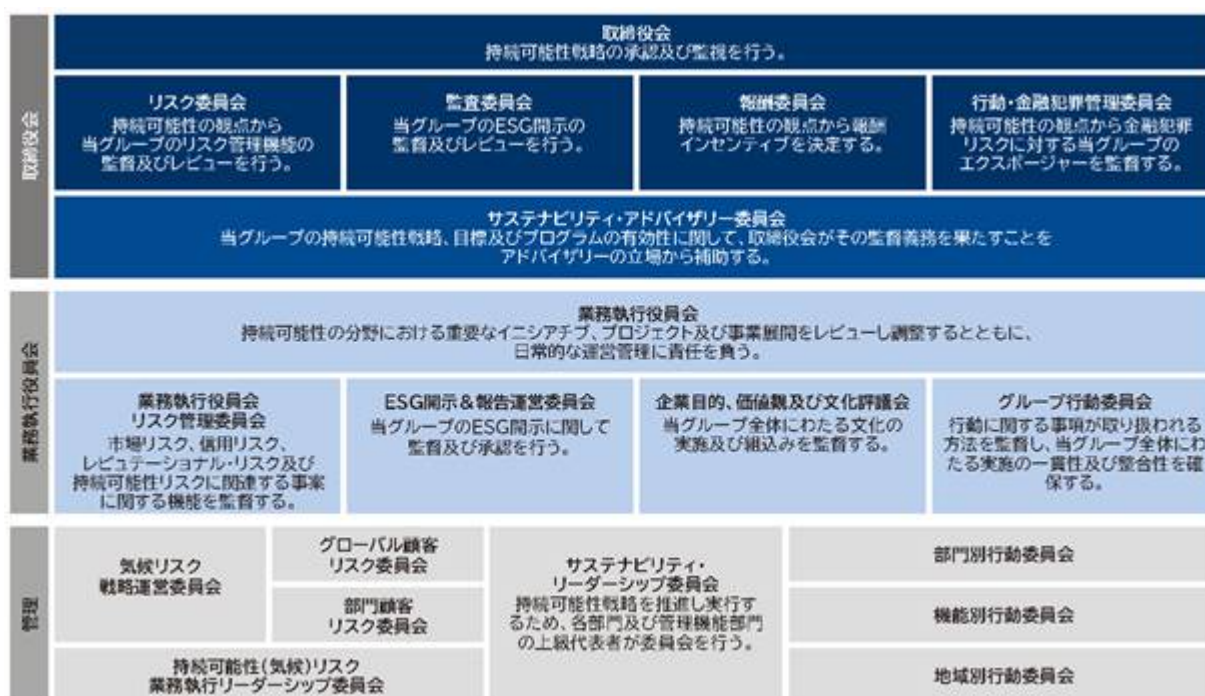 取締役会
取締役会
持続可能性戦略の承認及び監視を行う。
リスク委員会
持続可能性の観点から
当グループのリスク管理機能の
監督及びレビューを行う。
監査委員会
当グループのESG開示の
監督及びレビューを行う。
報酬委員会
持続可能性の観点から報酬
インセンティブを決定する。
行動・金融犯罪管理委員会
持続可能性の観点から金融犯罪
リスクに対する当グループの
エクスポージャーを監督する。
サステナビリティ・アドバイザリー委員会
当グループの持続可能性戦略、目標及びプログラムの有効性に関して、取締役会がその監督義務を果たすことを
アドバイザリーの立場から補助する。
業務執行役員会
業務執行役員会
持続可能性の分野における重要なイニシアチブ、プロジェクト及び事業展開をレビューし調整するとともに、
日常的な運営管理に責任を負う。
業務執行役員会
リスク管理委員会
市場リスク、信用リスク、
レピュテーショナル・リスク及び
持続可能性リスクに関連する事案
に関する機能を監督する。
ESG開示&報告運営委員会
当グループのESG開示に関して
監督及び承認を行う。
企業目的、価値観及び文化評議会
当グループ全体にわたる文化の
実施及び組込みを監督する。
グループ行動委員会
行動に関する事項が取り扱われる
方法を監督し、当グループ全体にわ
たる実施の一貫性及び整合性を確
保する。
管理
気候リスク
戦略運営委員会
グローバル顧客
リスク委員会
部門顧客
リスク委員会
持続可能性(気候)リスク
業務執行リーダーシップ委員会
サステナビリティ・
リーダーシップ委員会
持続可能性戦略を推進し実行す
るため、各部門及び管理機能部門
の上級代表者が委員会を行う。
部門別行動委員会
機能別行動委員会
地域別行動委員会